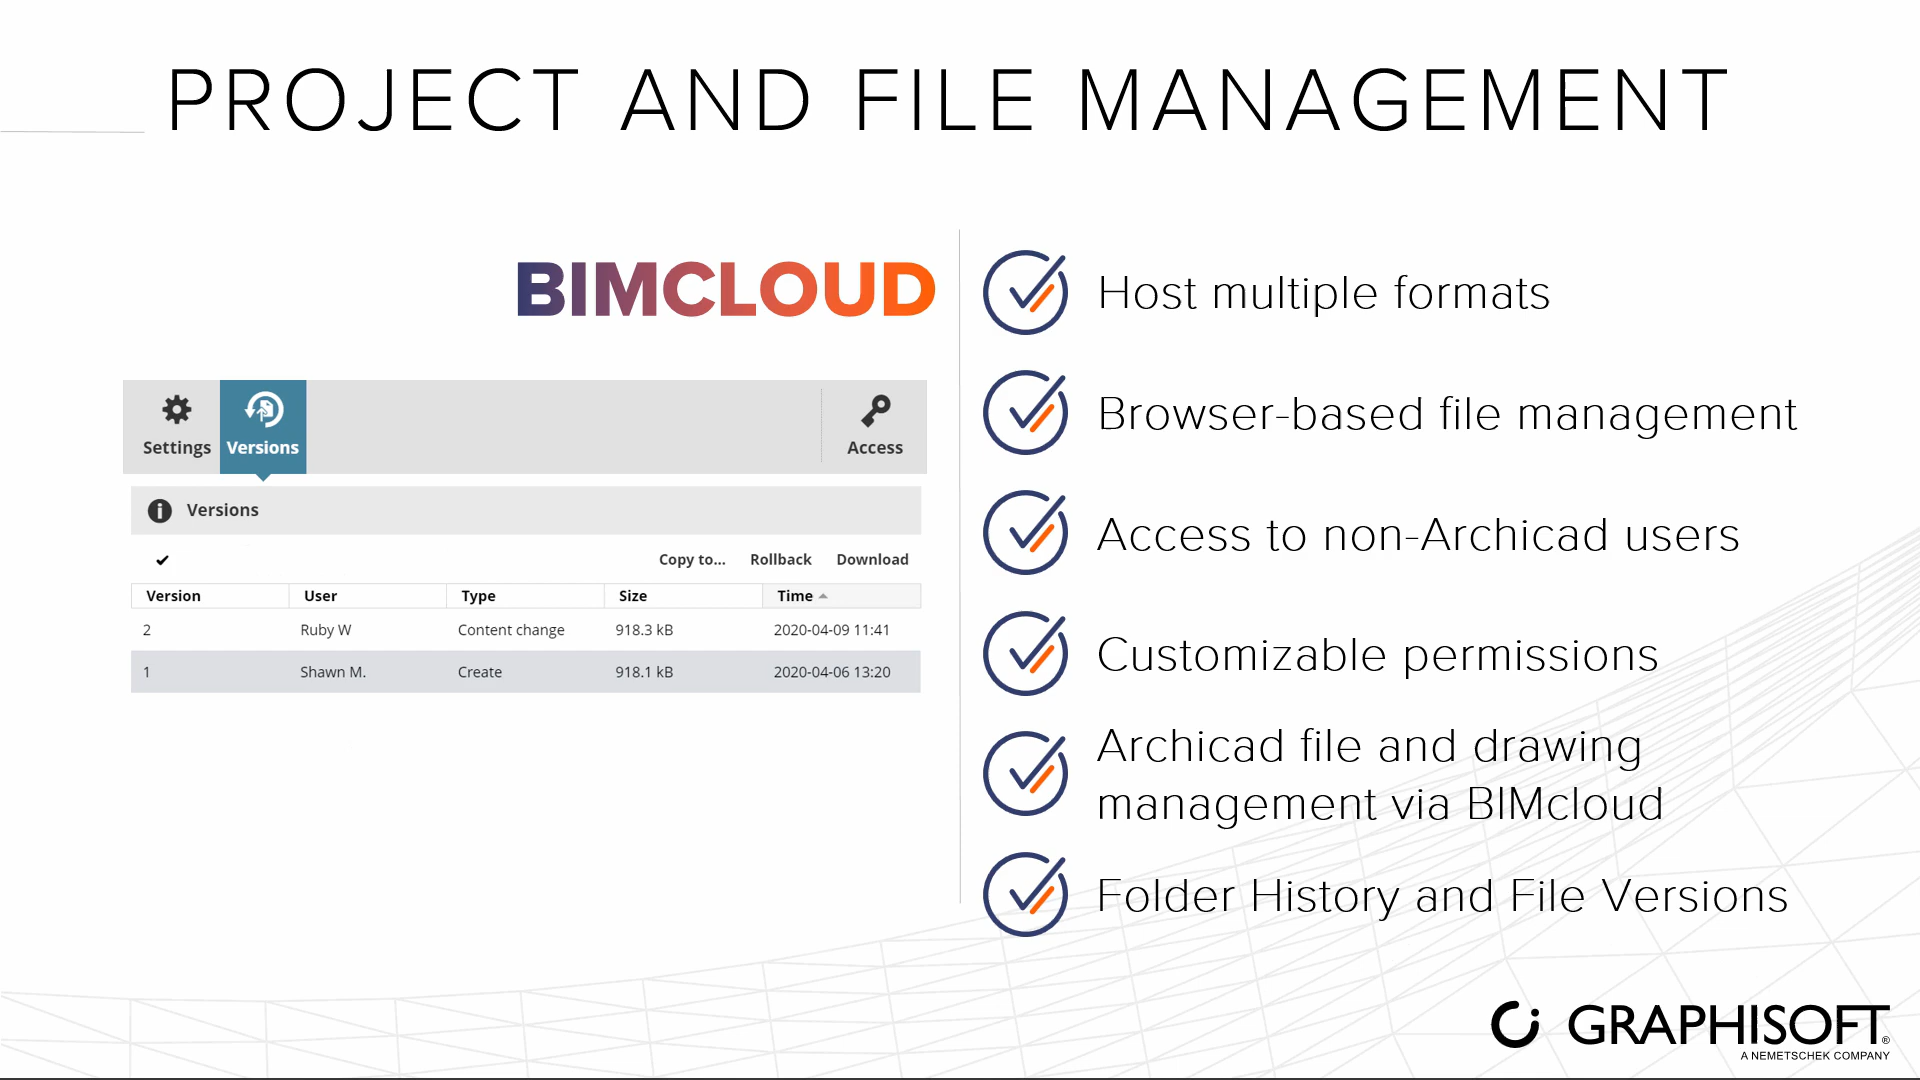 PROJECT AND FILE MANAGEMENT
BIMCLOUD
Settings Versions Access
Versions
Copy to... Rollback Download
Version User Type Size Time
2 Ruby W Content change 918.3 kB 2020-04-09 11:41
1 Shawn M. Create 918.1 kB 2020-04-06 13:20
Host multiple formats
Browser-based file management
Access to non-Archicad users
Customizable permissions
Archicad file and drawing
management via BIMcloud
Folder History and File Versions
GRAPHISOFT®
A NEMETSCHEK COMPANY